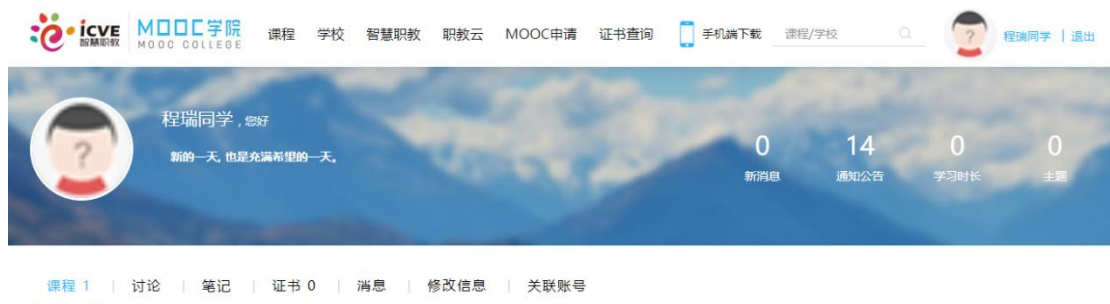 icve 智慧职教 MOOC学院 MOOC COLLEGE 课程 学校 智慧职教 职教云 MOOC申请 证书查询 手机端下载 课程/学校 程瑞同学 | 退出
程瑞同学，您好
新的一天，也是充满希望的一天。
0 14 0 0
新消息 通知公告 学习时长 主题
课程 1 | 讨论 | 笔记 | 证书 0 | 消息 | 修改信息 | 关联账号